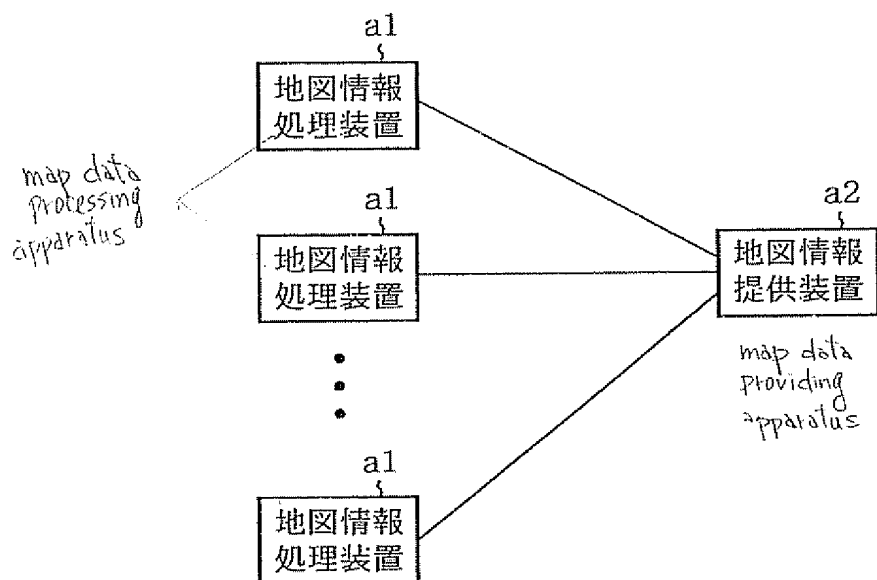 a1
地図情報
処理装置
map data
processing
apparatus
a1
地図情報
処理装置
a2
地図情報
提供装置
map data
providing
apparatus
a1
地図情報
処理装置